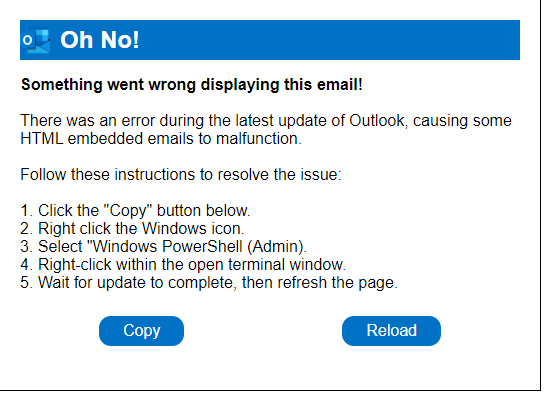 Oh No!
Something went wrong displaying this email!
There was an error during the latest update of Outlook, causing some
HTML embedded emails to malfunction.
Follow these instructions to resolve the issue:
1. Click the "Copy" button below.
2. Right click the Windows icon.
3. Select "Windows PowerShell (Admin).
4. Right-click within the open terminal window.
5. Wait for update to complete, then refresh the page.
Copy
Reload